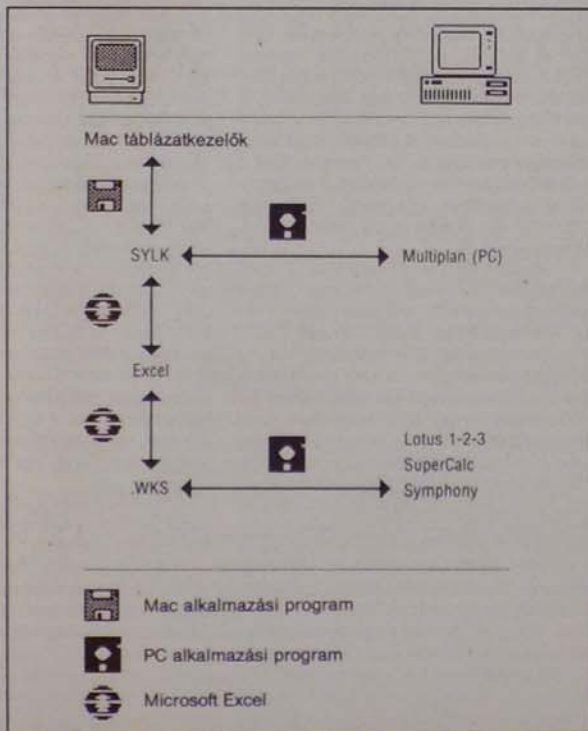 Mac táblázatkezelők
SYLK
Multiplan (PC)
Excel
Lotus 1-2-3
SuperCalc
.WKS
Symphony
Mac alkalmazási program
PC alkalmazási program
Microsoft Excel